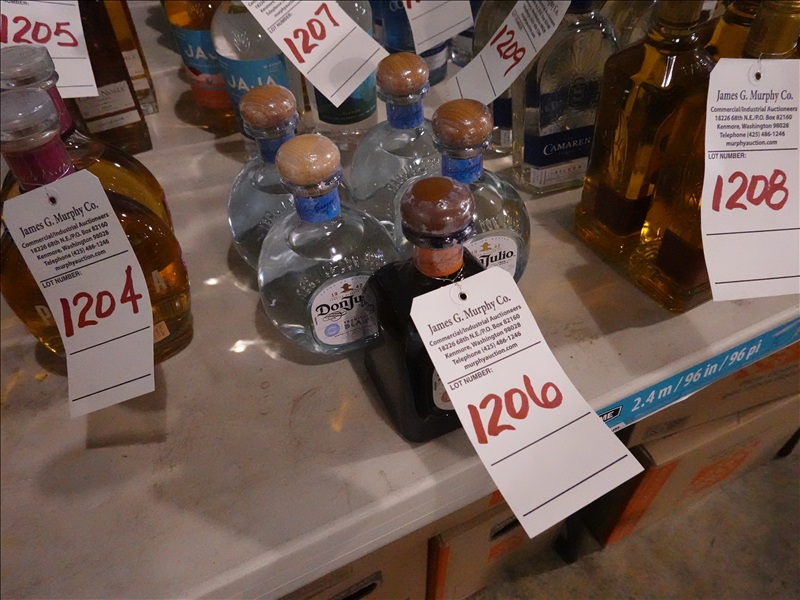 1205
1207
1209
JAJA
JAJA
CAMARENA
James G. Murphy Co.
Commercial/Industrial Auctioneers
18226 68th N.E./P.O. Box 82160
Kenmore, Washington 98028
Telephone (425) 486-1246
murphyauction.com
LOT NUMBER:
1208
James G. Murphy Co.
Commercial/Industrial Auctioneers
18226 68th N.E./P.O. Box 82160
Kenmore, Washington 98028
Telephone (425) 486-1246
murphyauction.com
LOT NUMBER:
1204
Don Julio
Julio
James G. Murphy Co.
Commercial/Industrial Auctioneers
18226 68th N.E./P.O. Box 82160
Kenmore, Washington 98028
Telephone (425) 486-1246
murphyauction.com
LOT NUMBER:
1206
2.4 m / 96 in / 96 pi